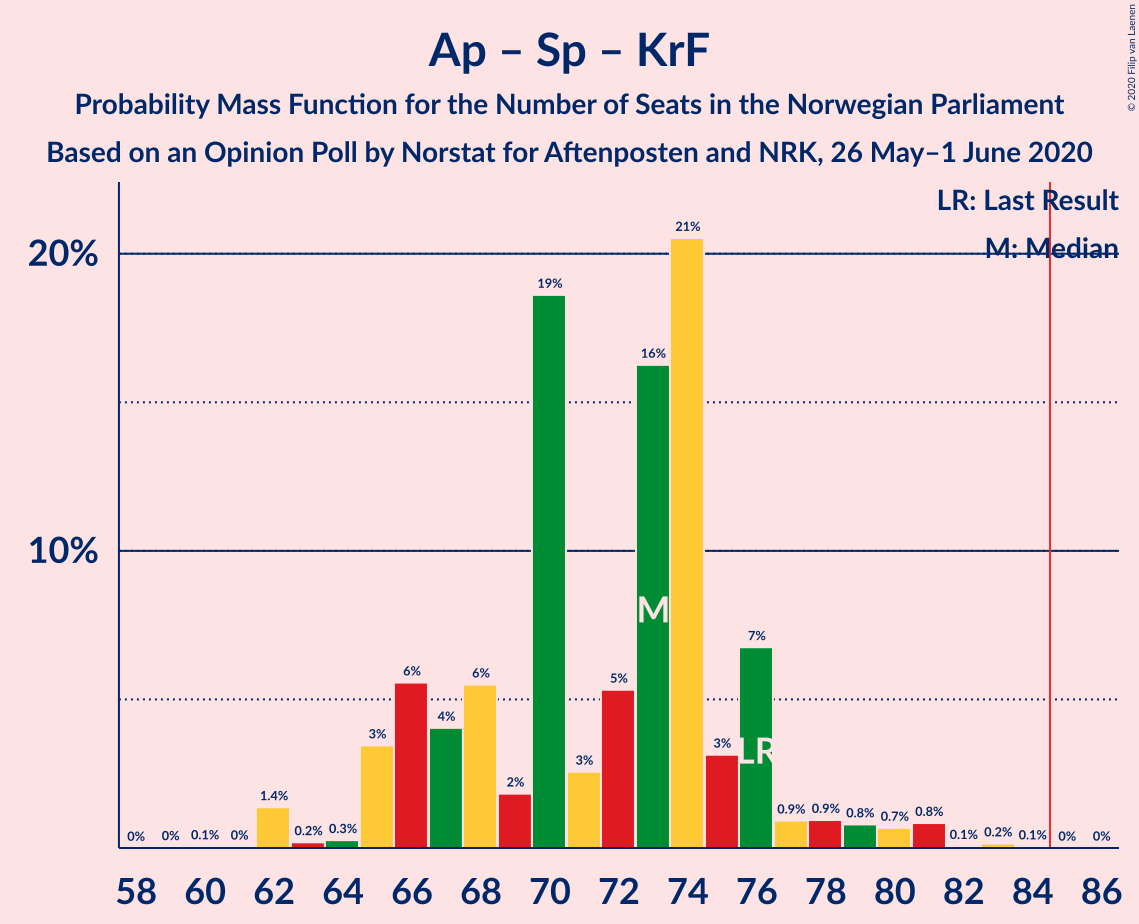 Ap – Sp – KrF
Probability Mass Function for the Number of Seats in the Norwegian Parliament
Based on an Opinion Poll by Norstat for Aftenposten and NRK, 26 May–1 June 2020
© 2020 Filip van Laenen
LR: Last Result
M: Median
20%
10%
0% 0% 0.1% 0% 1.4% 0.2% 0.3% 3% 6% 4% 6% 2% 19% 3% 5% 16% 21% 3% 7% 0.9% 0.9% 0.8% 0.7% 0.8% 0.1% 0.2% 0.1% 0% 0%
M
LR
58 60 62 64 66 68 70 72 74 76 78 80 82 84 86